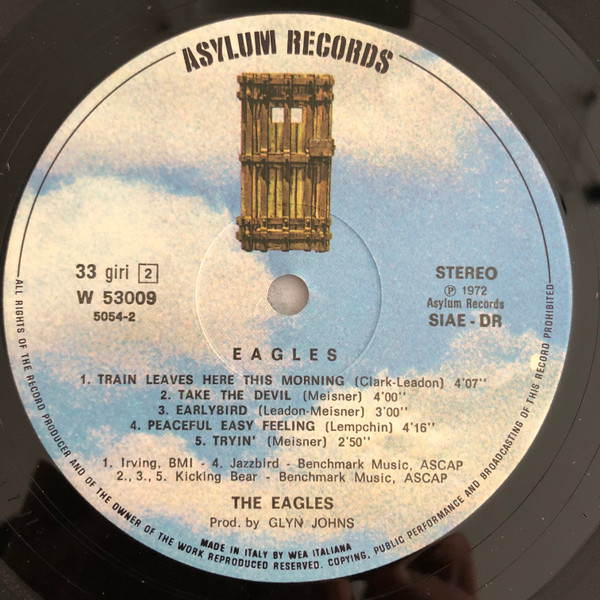 ASYLUM RECORDS
33 giri 2
W 53009
5054-2
STEREO
Ⓟ 1972
Asylum Records
SIAE - DR
EAGLES
1. TRAIN LEAVES HERE THIS MORNING (Clark-Leadon) 4'07''
2. TAKE THE DEVIL (Meisner) 4'00''
3. EARLYBIRD (Leadon-Meisner) 3'00''
4. PEACEFUL EASY FEELING (Lempchin) 4'16''
5. TRYIN' (Meisner) 2'50''
1. Irving, BMI - 4. Jazzbird - Benchmark Music, ASCAP
2., 3., 5. Kicking Bear - Benchmark Music, ASCAP
THE EAGLES
Prod. by GLYN JOHNS
MADE IN ITALY BY WEA ITALIANA
ALL RIGHTS OF THE RECORD PRODUCER AND OF THE OWNER OF THE WORK REPRODUCED RESERVED. COPYING, PUBLIC PERFORMANCE AND BROADCASTING OF THIS RECORD PROHIBITED